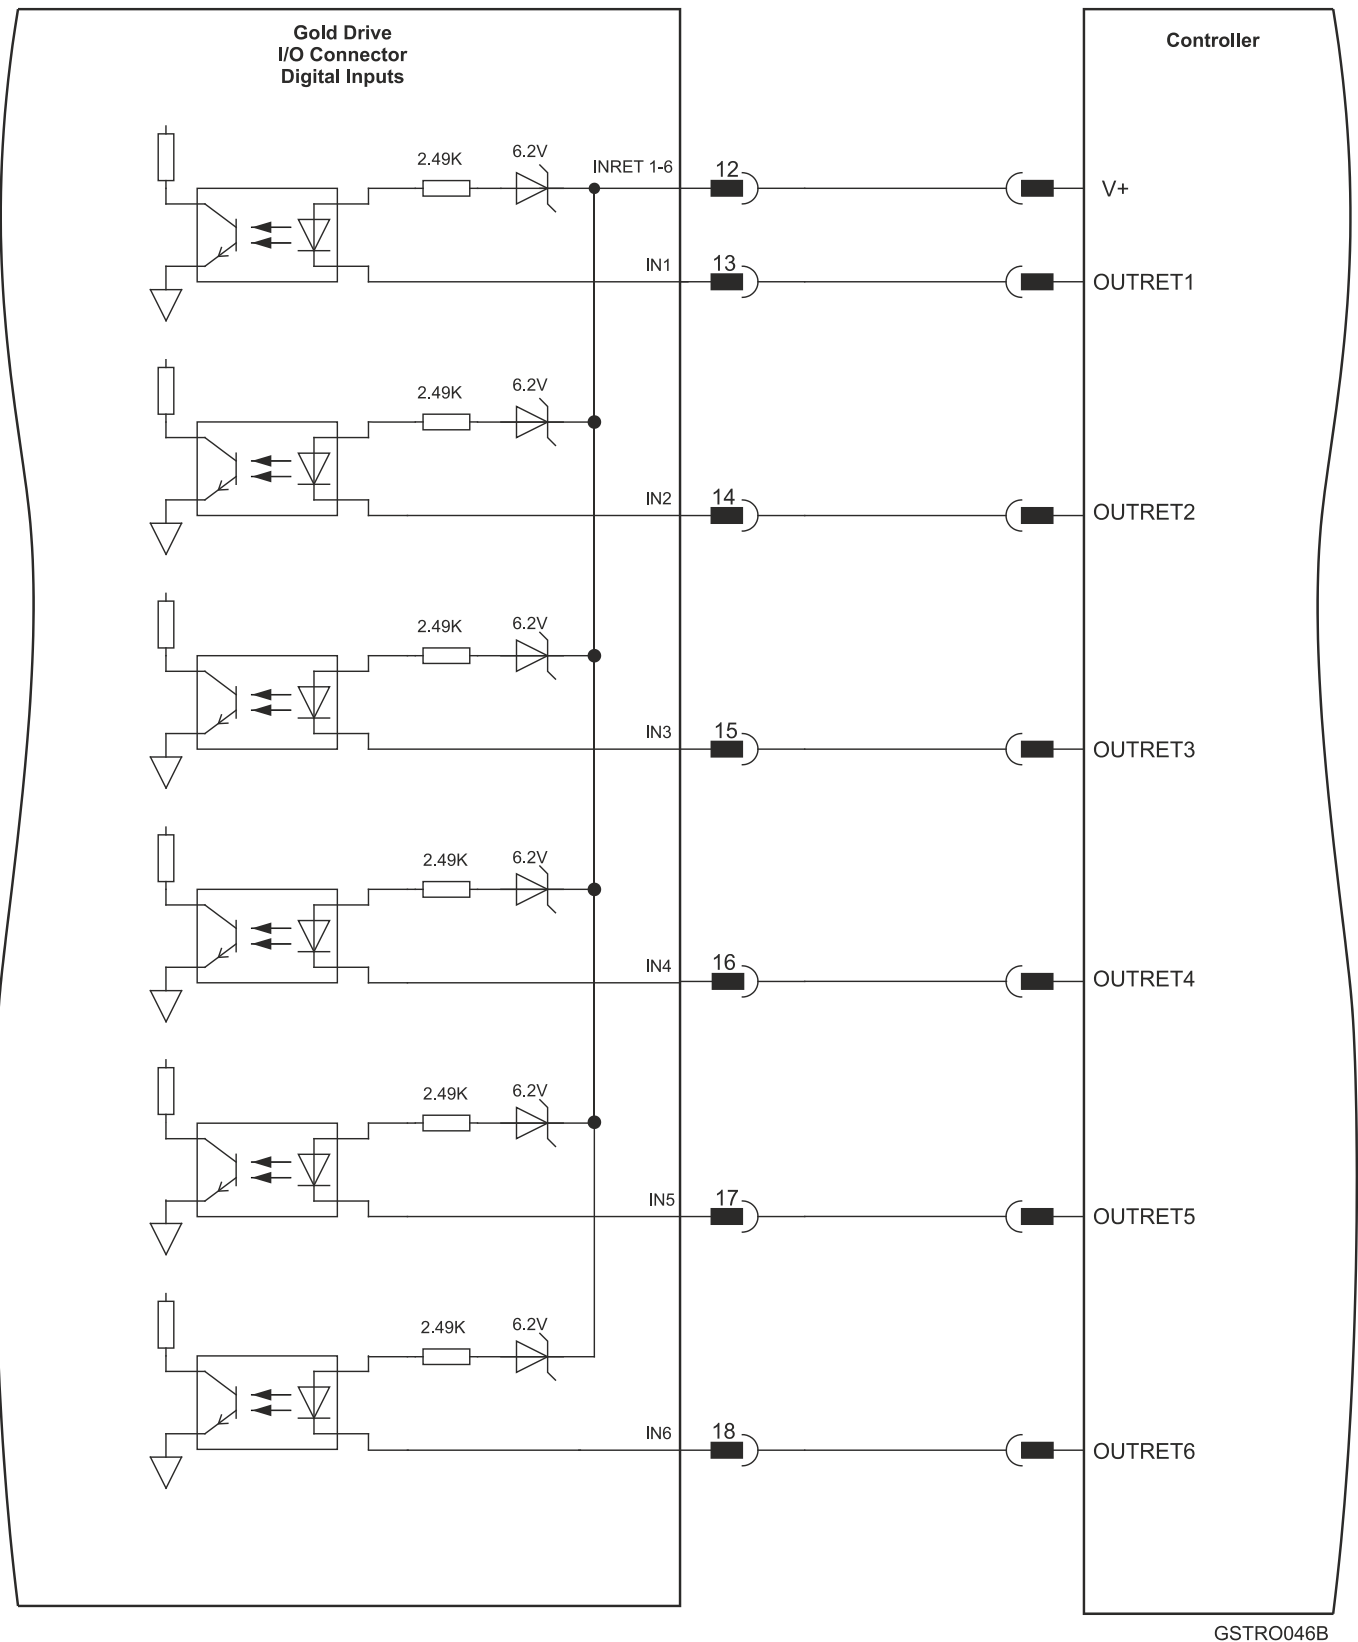 Gold Drive
I/O Connector
Digital Inputs
Controller
2.49K
6.2V
INRET 1-6
12
V+
IN1
13
OUTRET1
2.49K
6.2V
IN2
14
OUTRET2
2.49K
6.2V
IN3
15
OUTRET3
2.49K
6.2V
IN4
16
OUTRET4
2.49K
6.2V
IN5
17
OUTRET5
2.49K
6.2V
IN6
18
OUTRET6
GSTRO046B